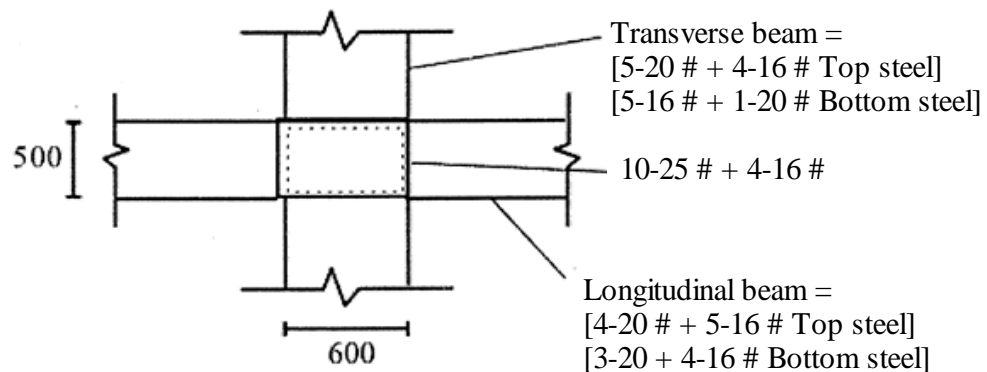 Transverse beam =
[5-20 # + 4-16 # Top steel]
[5-16 # + 1-20 # Bottom steel]
500
10-25 # + 4-16 #
Longitudinal beam =
[4-20 # + 5-16 # Top steel]
[3-20 + 4-16 # Bottom steel]
600